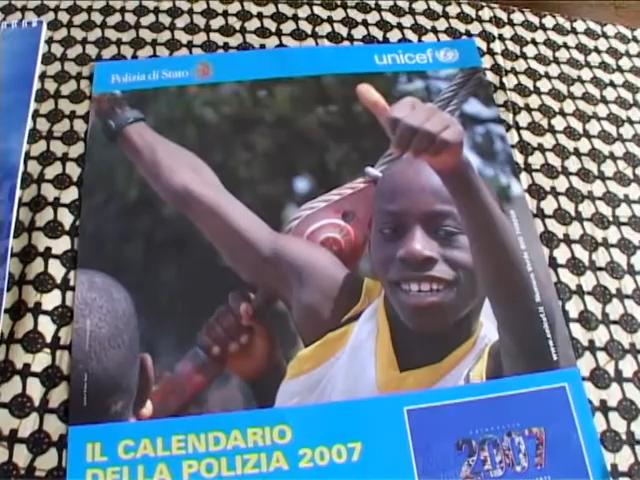 Polizia di Stato
unicef
IL CALENDARIO
DELLA POLIZIA 2007
2007